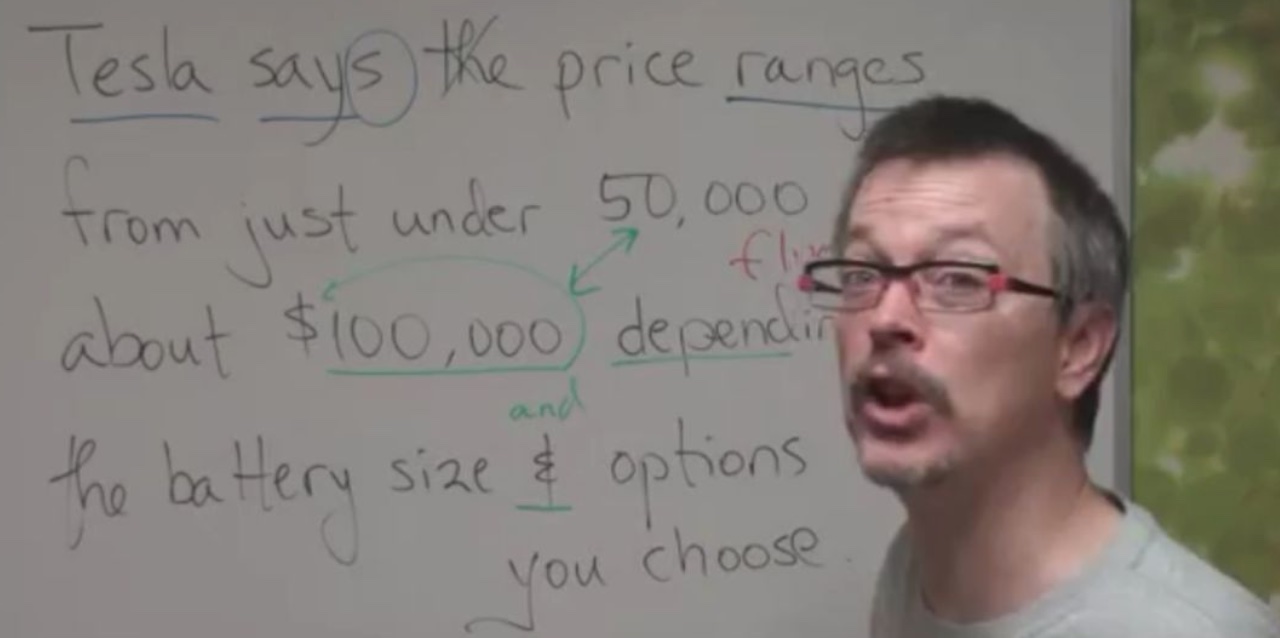 Tesla says the price ranges
from just under 50,000
about $100,000
and
the battery size & options
you choose.